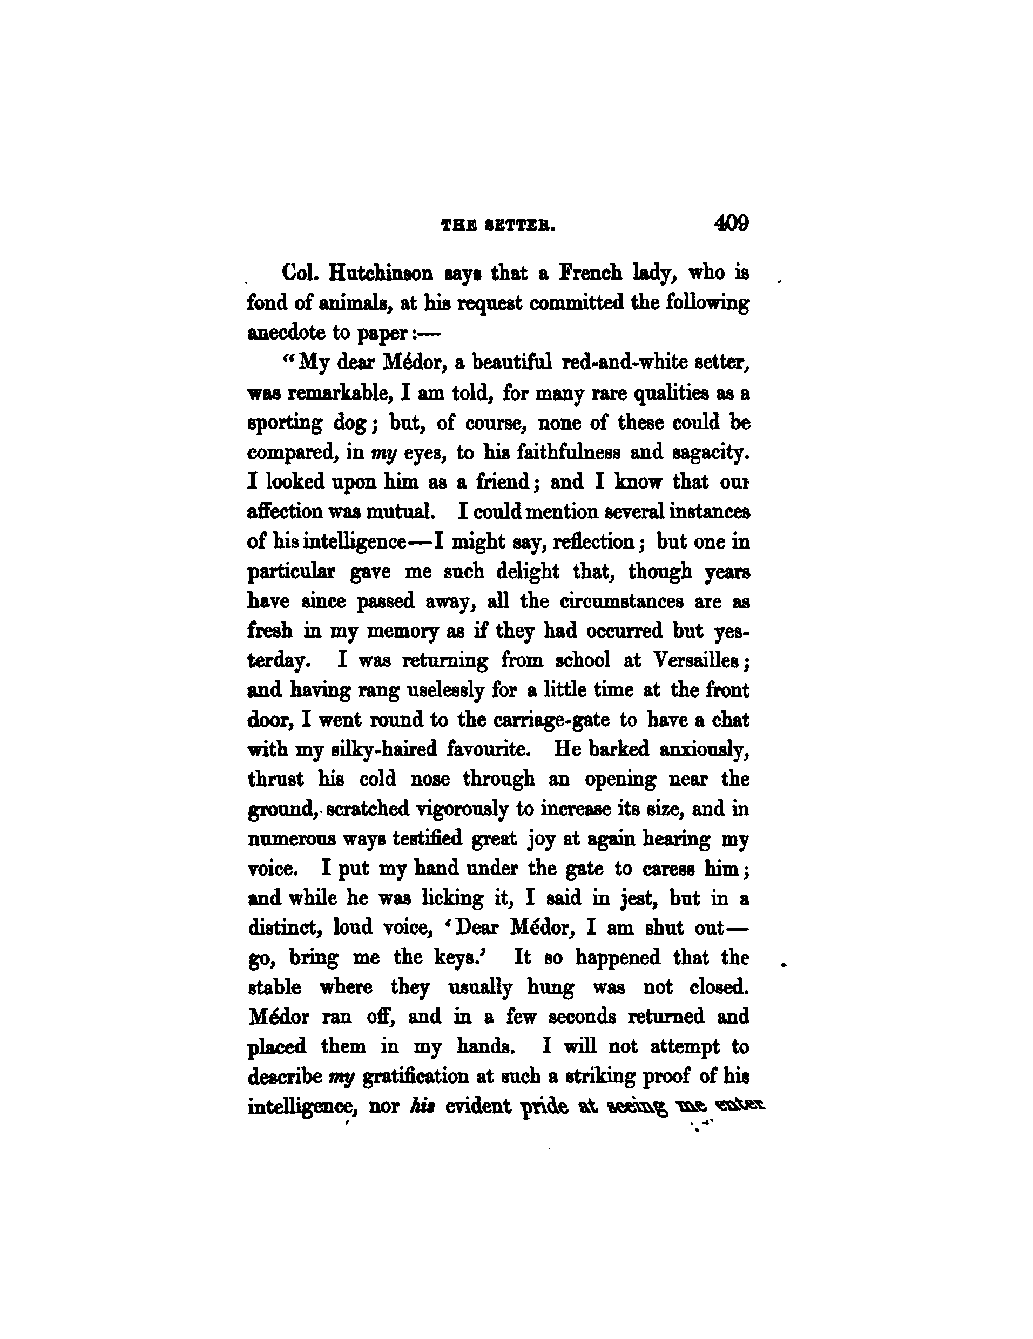 THE SETTER. 409
Col. Hutchinson says that a French lady, who is
fond of animals, at his request committed the following
anecdote to paper:—
“My dear Médor, a beautiful red-and-white setter,
was remarkable, I am told, for many rare qualities as a
sporting dog; but, of course, none of these could be
compared, in my eyes, to his faithfulness and sagacity.
I looked upon him as a friend; and I know that our
affection was mutual. I could mention several instances
of his intelligence—I might say, reflection; but one in
particular gave me such delight that, though years
have since passed away, all the circumstances are as
fresh in my memory as if they had occurred but yes-
terday. I was returning from school at Versailles;
and having rang uselessly for a little time at the front
door, I went round to the carriage-gate to have a chat
with my silky-haired favourite. He barked anxiously,
thrust his cold nose through an opening near the
ground, scratched vigorously to increase its size, and in
numerous ways testified great joy at again hearing my
voice. I put my hand under the gate to caress him;
and while he was licking it, I said in jest, but in a
distinct, loud voice, ‘Dear Médor, I am shut out—
go, bring me the keys.’ It so happened that the
stable where they usually hung was not closed.
Médor ran off, and in a few seconds returned and
placed them in my hands. I will not attempt to
describe my gratification at such a striking proof of his
intelligence, nor his evident pride at seeing me enter